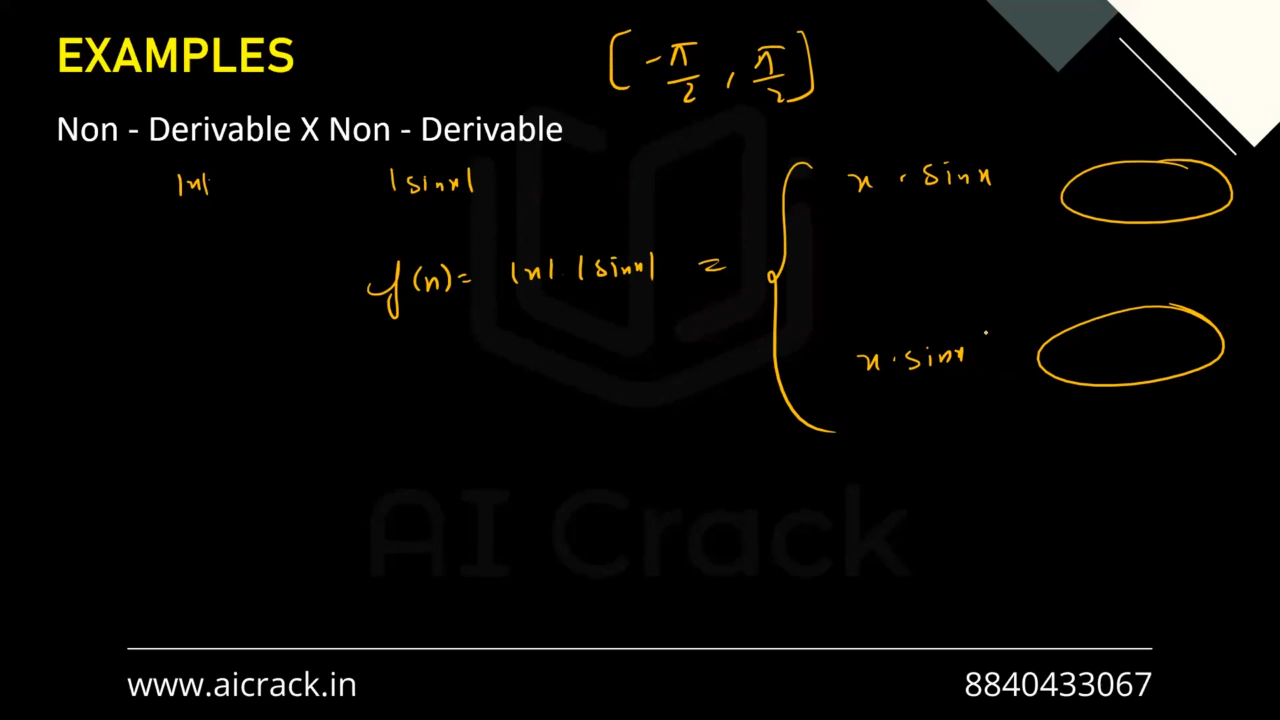 EXAMPLES
[-π/2, π/2]
Non - Derivable X Non - Derivable
|x| |sinx|
x · sinx
f(x) = |x| · |sinx| =
x · sinx
AI Crack
www.aicrack.in
8840433067